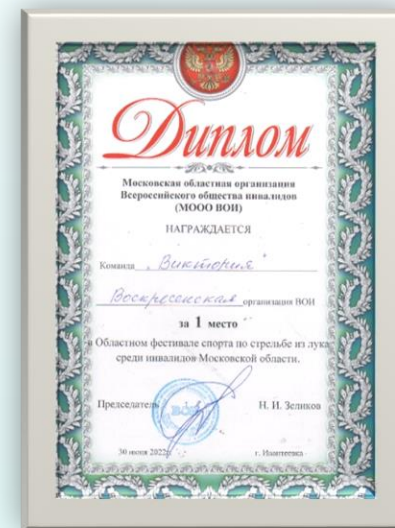 Диплом
Московская областная организация
Всероссийского общества инвалидов
(МООО ВОИ)
НАГРАЖДАЕТСЯ
Команда „Виктория"
Воскресенская организация ВОИ
за 1 место
в Областном фестивале спорта по стрельбе из лука
среди инвалидов Московской области.
Председатель Н. И. Зеликов
ВОИ
30 июня 2022г. г. Ивантеевка